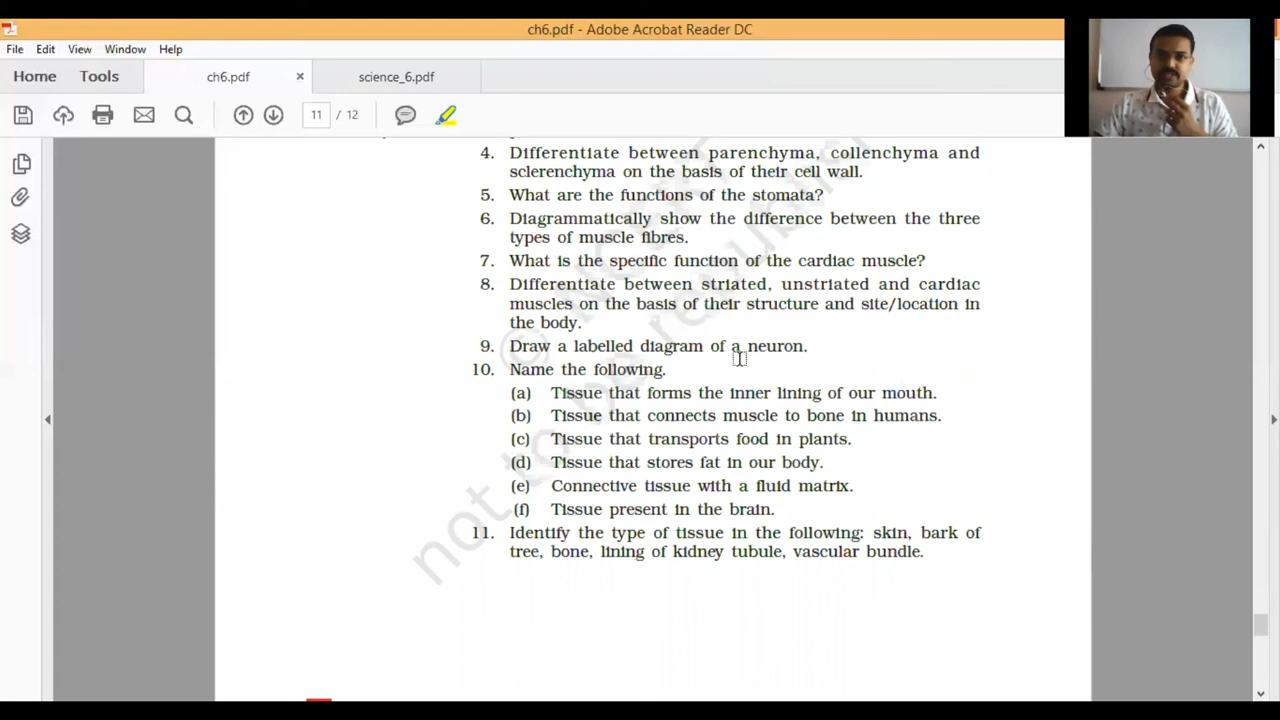 ch6.pdf - Adobe Acrobat Reader DC
File Edit View Window Help
Home Tools ch6.pdf × science_6.pdf
11 / 12
4. Differentiate between parenchyma, collenchyma and
sclerenchyma on the basis of their cell wall.
5. What are the functions of the stomata?
6. Diagrammatically show the difference between the three
types of muscle fibres.
7. What is the specific function of the cardiac muscle?
8. Differentiate between striated, unstriated and cardiac
muscles on the basis of their structure and site/location in
the body.
9. Draw a labelled diagram of a neuron.
10. Name the following.
(a) Tissue that forms the inner lining of our mouth.
(b) Tissue that connects muscle to bone in humans.
(c) Tissue that transports food in plants.
(d) Tissue that stores fat in our body.
(e) Connective tissue with a fluid matrix.
(f) Tissue present in the brain.
11. Identify the type of tissue in the following: skin, bark of
tree, bone, lining of kidney tubule, vascular bundle.
not to be republish